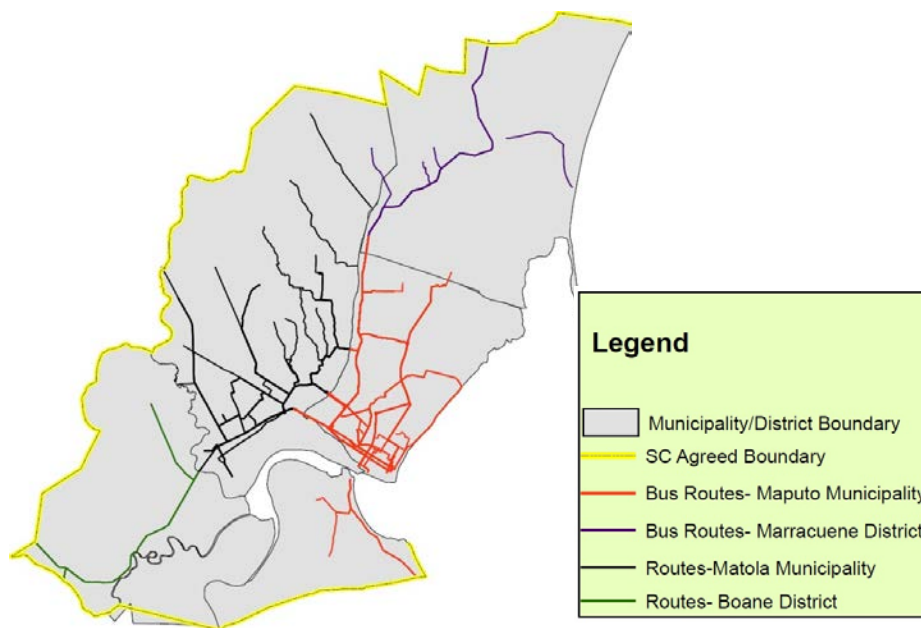 Legend
Municipality/District Boundary
SC Agreed Boundary
Bus Routes- Maputo Municipality
Bus Routes- Marracuene District
Routes-Matola Municipality
Routes- Boane District